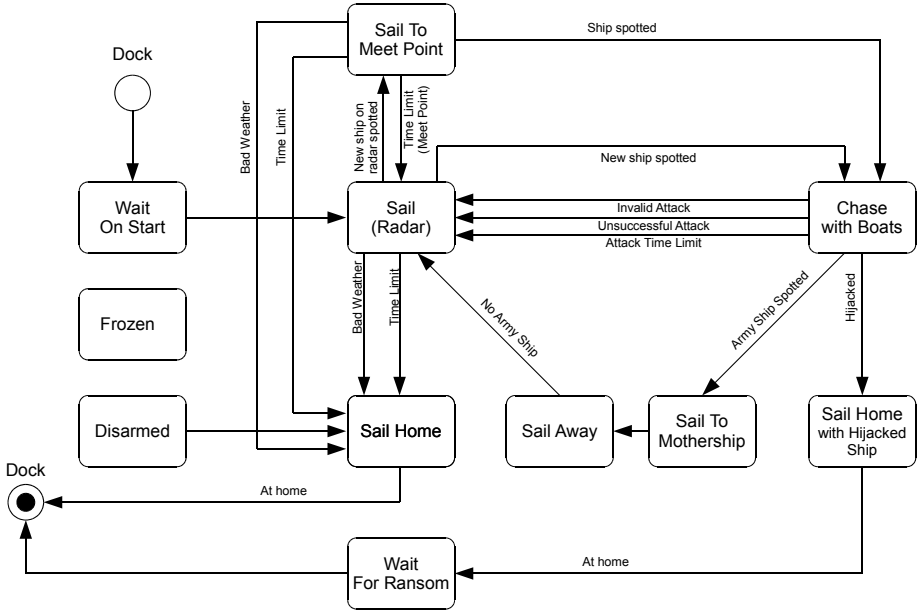 Sail To
Meet Point
Ship spotted
Dock
Bad Weather
Time Limit
New ship on
radar spotted
Time Limit
(Meet Point)
New ship spotted
Wait
On Start
Sail
(Radar)
Invalid Attack
Unsuccessful Attack
Attack Time Limit
Chase
with Boats
Frozen
Bad Weather
Time Limit
No Army Ship
Army Ship Spotted
Hijacked
Disarmed
Sail Home
Sail Away
Sail To
Mothership
Sail Home
with Hijacked
Ship
Dock
At home
Wait
For Ransom
At home